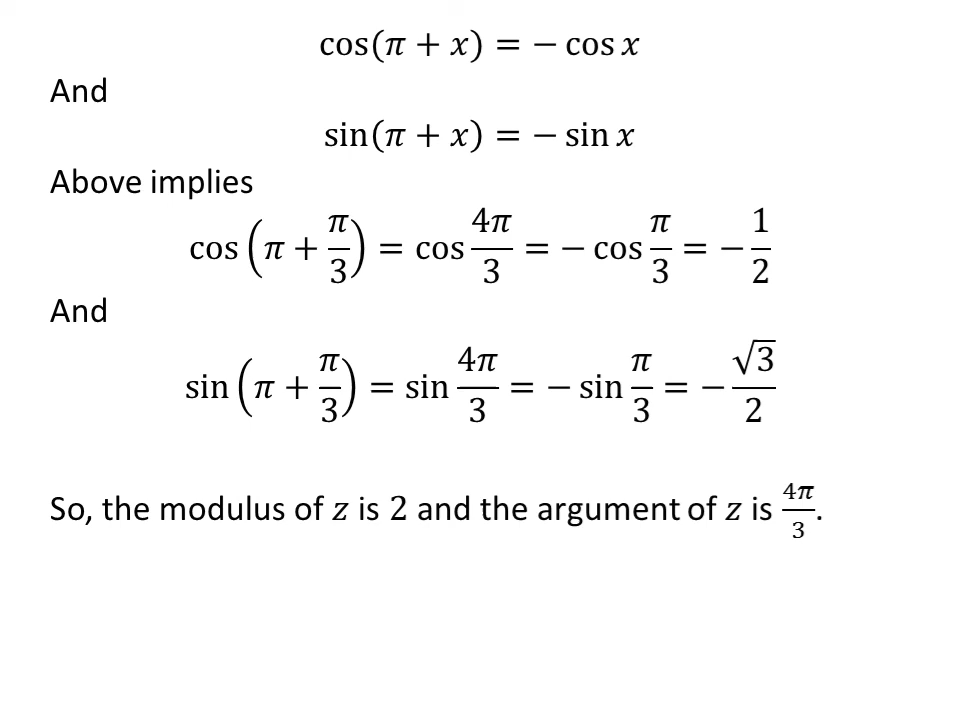 cos(π + x) = − cos x
And
sin(π + x) = − sin x
Above implies
cos(π + π/3) = cos 4π/3 = − cos π/3 = − 1/2
And
sin(π + π/3) = sin 4π/3 = − sin π/3 = − √3/2
So, the modulus of z is 2 and the argument of z is 4π/3.